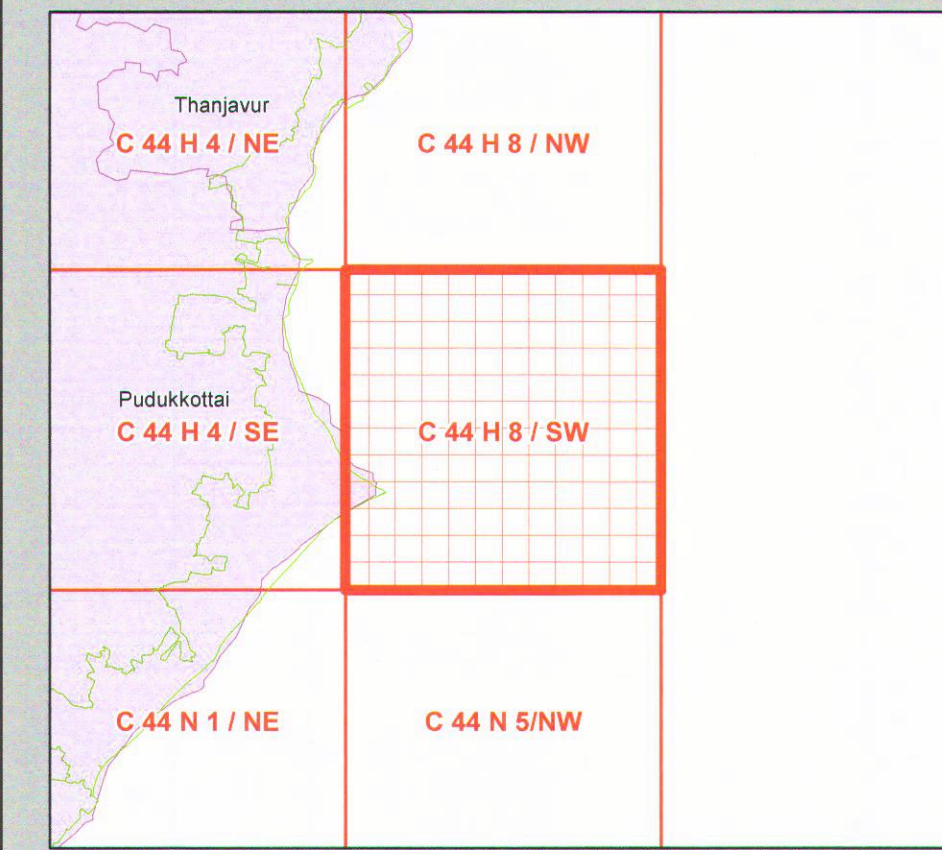 Thanjavur
C 44 H 4 / NE
C 44 H 8 / NW
Pudukkottai
C 44 H 4 / SE
C 44 H 8 / SW
C 44 N 1 / NE
C 44 N 5/NW